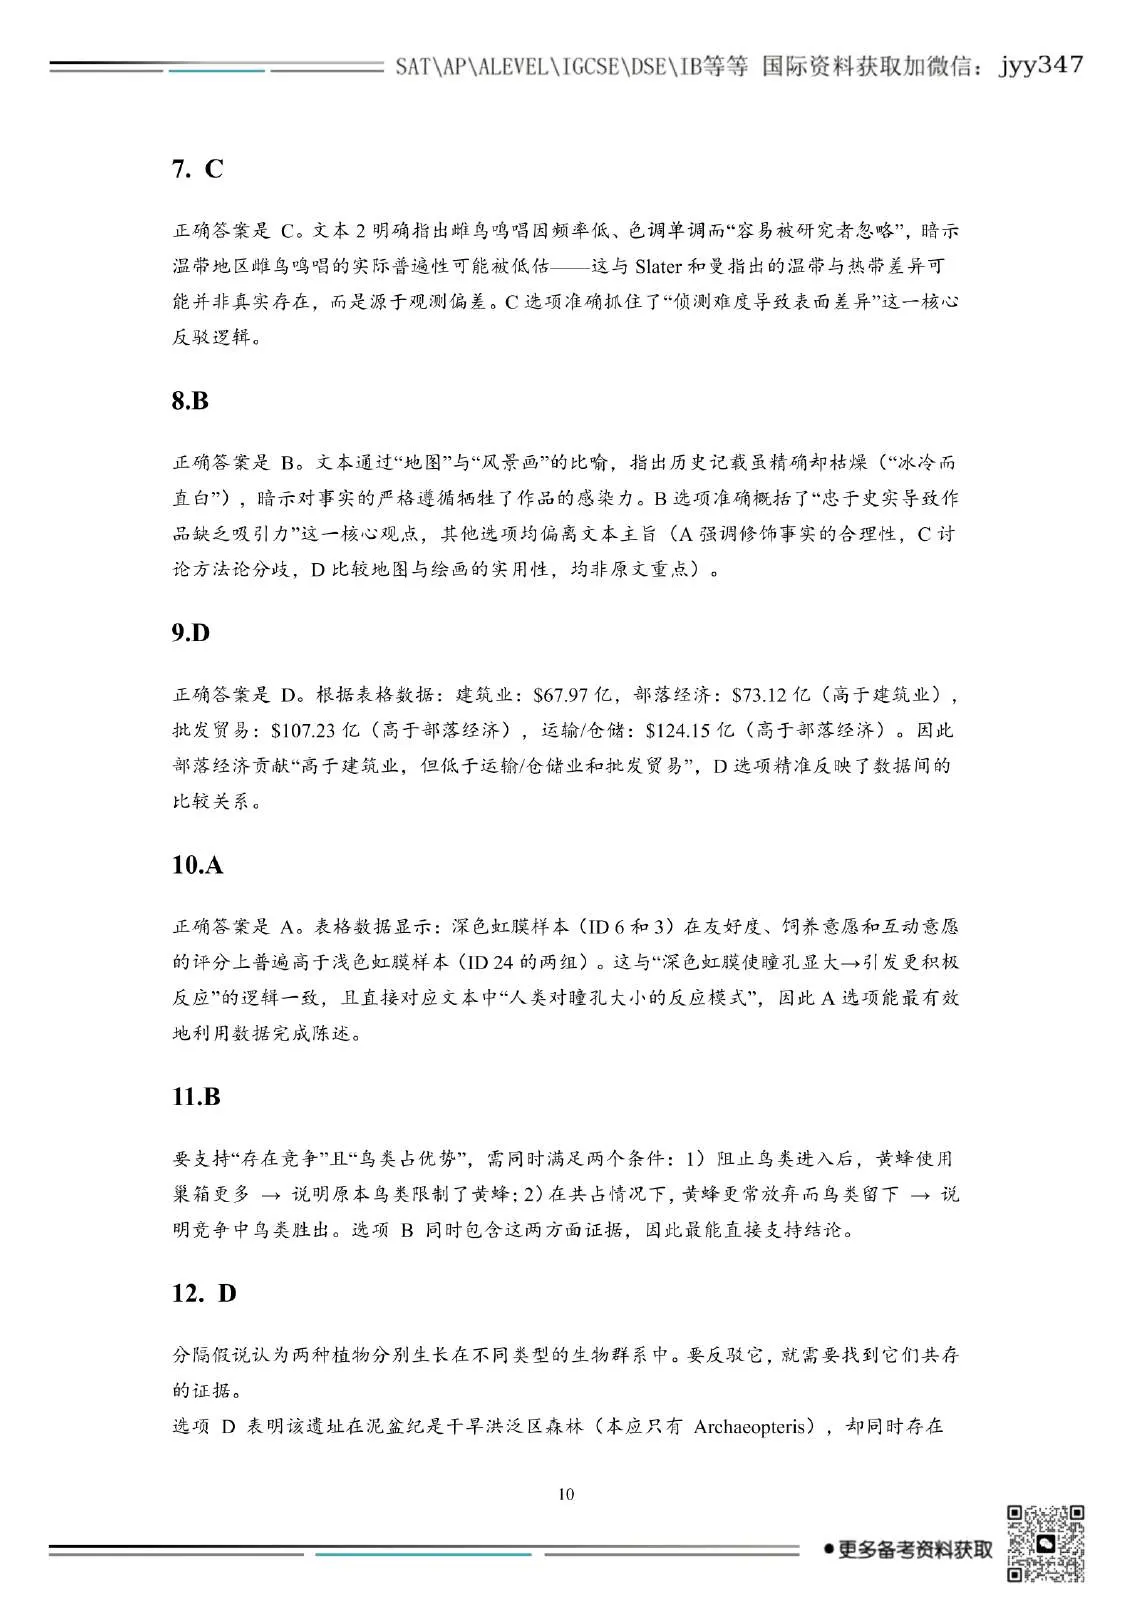 SAT\AP\ALEVEL\IGCSE\DSE\IB等等 国际资料获取加微信：jyy347
7. C
正确答案是 C。文本 2 明确指出雌鸟鸣唱因频率低、色调单调而“容易被研究者忽略”，暗示
温带地区雌鸟鸣唱的实际普遍性可能被低估——这与 Slater 和曼指出的温带与热带差异可
能并非真实存在，而是源于观测偏差。C 选项准确抓住了“侦测难度导致表面差异”这一核心
反驳逻辑。
8.B
正确答案是 B。文本通过“地图”与“风景画”的比喻，指出历史记载虽精确却枯燥（“冰冷而
直白”），暗示对事实的严格遵循牺牲了作品的感染力。B 选项准确概括了“忠于史实导致作
品缺乏吸引力”这一核心观点，其他选项均偏离文本主旨（A 强调修饰事实的合理性，C 讨
论方法论分歧，D 比较地图与绘画的实用性，均非原文重点）。
9.D
正确答案是 D。根据表格数据：建筑业：$67.97 亿，部落经济：$73.12 亿（高于建筑业），
批发贸易：$107.23 亿（高于部落经济），运输/仓储：$124.15 亿（高于部落经济）。因此
部落经济贡献“高于建筑业，但低于运输/仓储业和批发贸易”，D 选项精准反映了数据间的
比较关系。
10.A
正确答案是 A。表格数据显示：深色虹膜样本（ID 6 和 3）在友好度、饲养意愿和互动意愿
的评分上普遍高于浅色虹膜样本（ID 24 的两组）。这与“深色虹膜使瞳孔显大→引发更积极
反应”的逻辑一致，且直接对应文本中“人类对瞳孔大小的反应模式”，因此 A 选项能最有效
地利用数据完成陈述。
11.B
要支持“存在竞争”且“鸟类占优势”，需同时满足两个条件：1）阻止鸟类进入后，黄蜂使用
巢箱更多 → 说明原本鸟类限制了黄蜂；2）在共占情况下，黄蜂更常放弃而鸟类留下 → 说
明竞争中鸟类胜出。选项 B 同时包含这两方面证据，因此最能直接支持结论。
12. D
分隔假说认为两种植物分别生长在不同类型的生物群系中。要反驳它，就需要找到它们共存
的证据。
选项 D 表明该遗址在泥盆纪是干旱洪泛区森林（本应只有 Archaeopteris），却同时存在
10
●更多备考资料获取